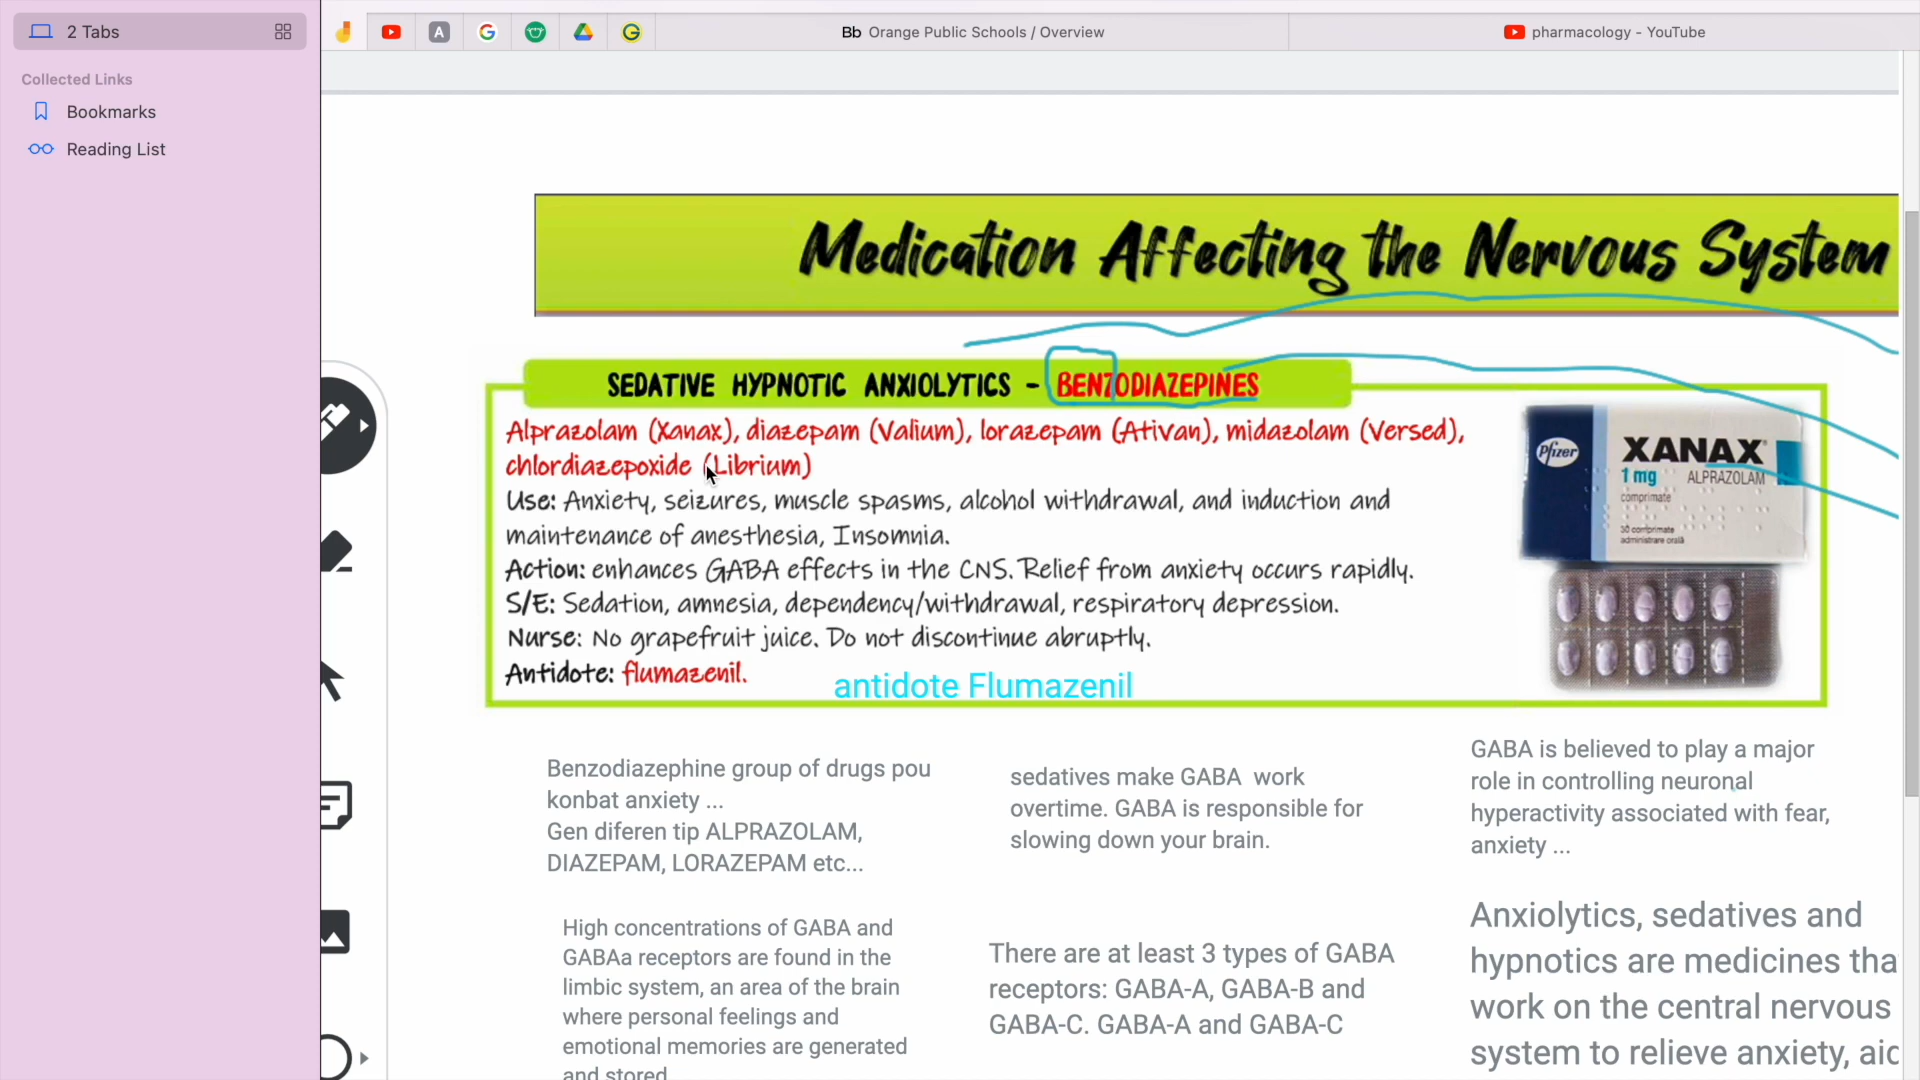 2 Tabs
Collected Links
Bookmarks
Reading List
A
G
G
Bb Orange Public Schools / Overview
pharmacology - YouTube
Medication Affecting the Nervous System
SEDATIVE HYPNOTIC ANXIOLYTICS - BENZODIAZEPINES
Alprazolam (Xanax), diazepam (Valium), lorazepam (Ativan), midazolam (Versed),
chlordiazepoxide (Librium)
Use: Anxiety, seizures, muscle spasms, alcohol withdrawal, and induction and
maintenance of anesthesia, Insomnia.
Action: enhances GABA effects in the CNS. Relief from anxiety occurs rapidly.
S/E: Sedation, amnesia, dependency/withdrawal, respiratory depression.
Nurse: No grapefruit juice. Do not discontinue abruptly.
Antidote: flumazenil.
antidote Flumazenil
Pfizer
XANAX
1 mg ALPRAZOLAM
comprimate
30 comprimate
administrare orală
Benzodiazephine group of drugs pou
konbat anxiety ...
Gen diferen tip ALPRAZOLAM,
DIAZEPAM, LORAZEPAM etc...
sedatives make GABA work
overtime. GABA is responsible for
slowing down your brain.
GABA is believed to play a major
role in controlling neuronal
hyperactivity associated with fear,
anxiety ...
High concentrations of GABA and
GABAa receptors are found in the
limbic system, an area of the brain
where personal feelings and
emotional memories are generated
and stored
There are at least 3 types of GABA
receptors: GABA-A, GABA-B and
GABA-C. GABA-A and GABA-C
Anxiolytics, sedatives and
hypnotics are medicines tha
work on the central nervous
system to relieve anxiety, aid